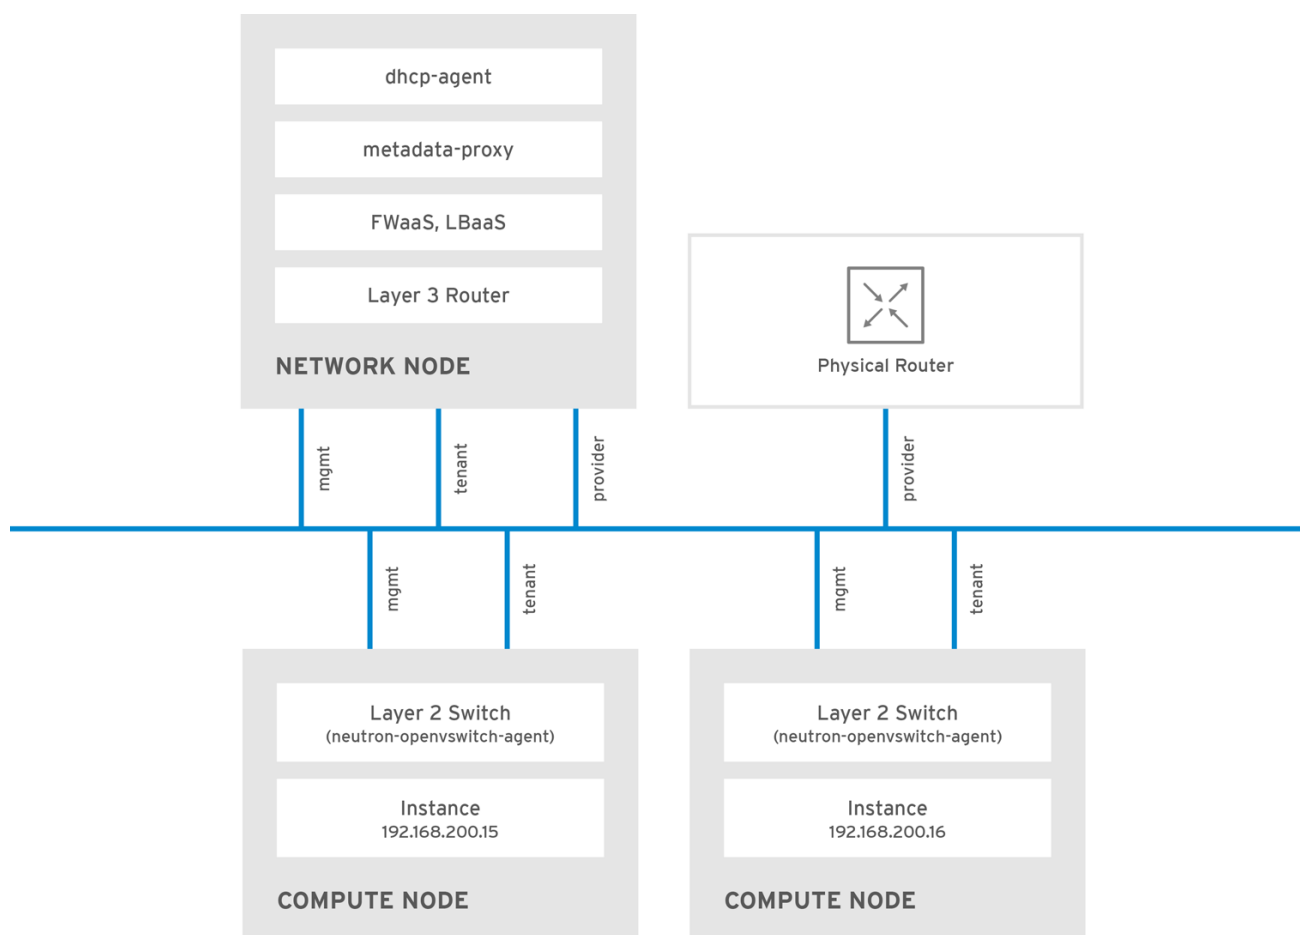 dhcp-agent
metadata-proxy
FWaaS, LBaaS
Layer 3 Router
NETWORK NODE
Physical Router
mgmt
tenant
provider
provider
mgmt
tenant
mgmt
tenant
Layer 2 Switch
(neutron-openvswitch-agent)
Instance
192.168.200.15
COMPUTE NODE
Layer 2 Switch
(neutron-openvswitch-agent)
Instance
192.168.200.16
COMPUTE NODE